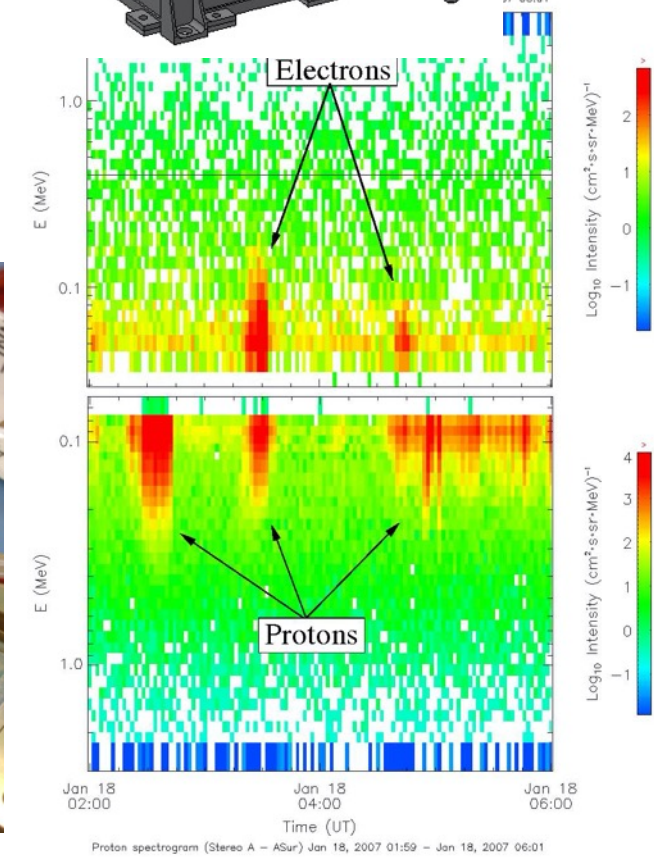 Electrons
1.0
0.1
E (MeV)
2
1
0
−1
Log₁₀ Intensity (cm²·s·sr·MeV)⁻¹
0.1
1.0
E (MeV)
Protons
4
3
2
1
0
−1
Log₁₀ Intensity (cm²·s·sr·MeV)⁻¹
Jan 18
02:00
Jan 18
04:00
Jan 18
06:00
Time (UT)
Proton spectrogram (Stereo A − ASur) Jan 18, 2007 01:59 − Jan 18, 2007 06:01